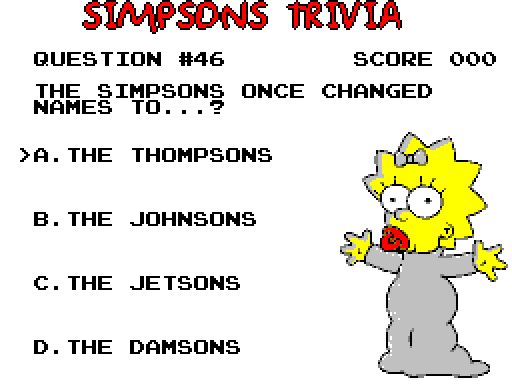 SIMPSONS TRIVIA
QUESTION #46 SCORE 000
THE SIMPSONS ONCE CHANGED
NAMES TO...?
>A.THE THOMPSONS
B.THE JOHNSONS
C.THE JETSONS
D.THE DAMSONS